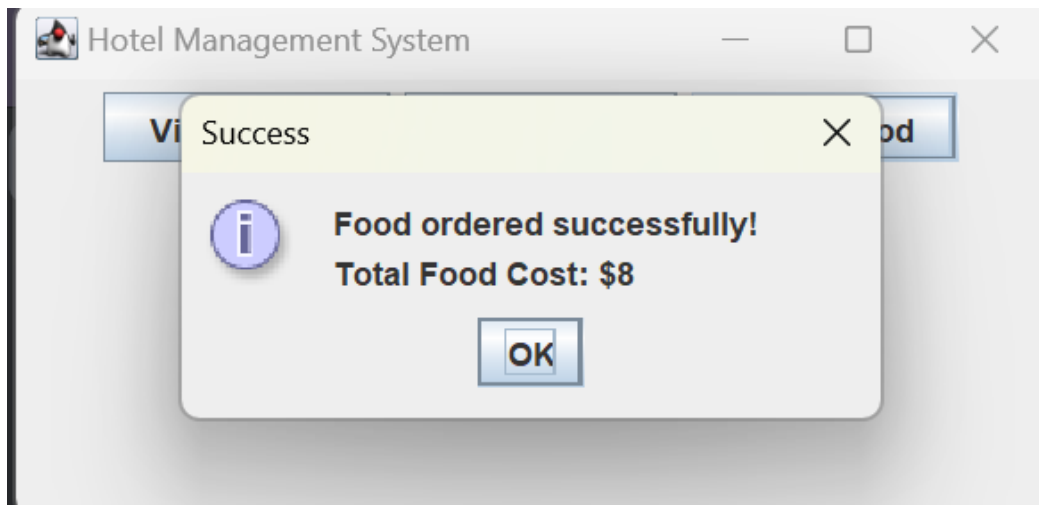 Hotel Management System
Success
Food ordered successfully!
Total Food Cost: $8
OK